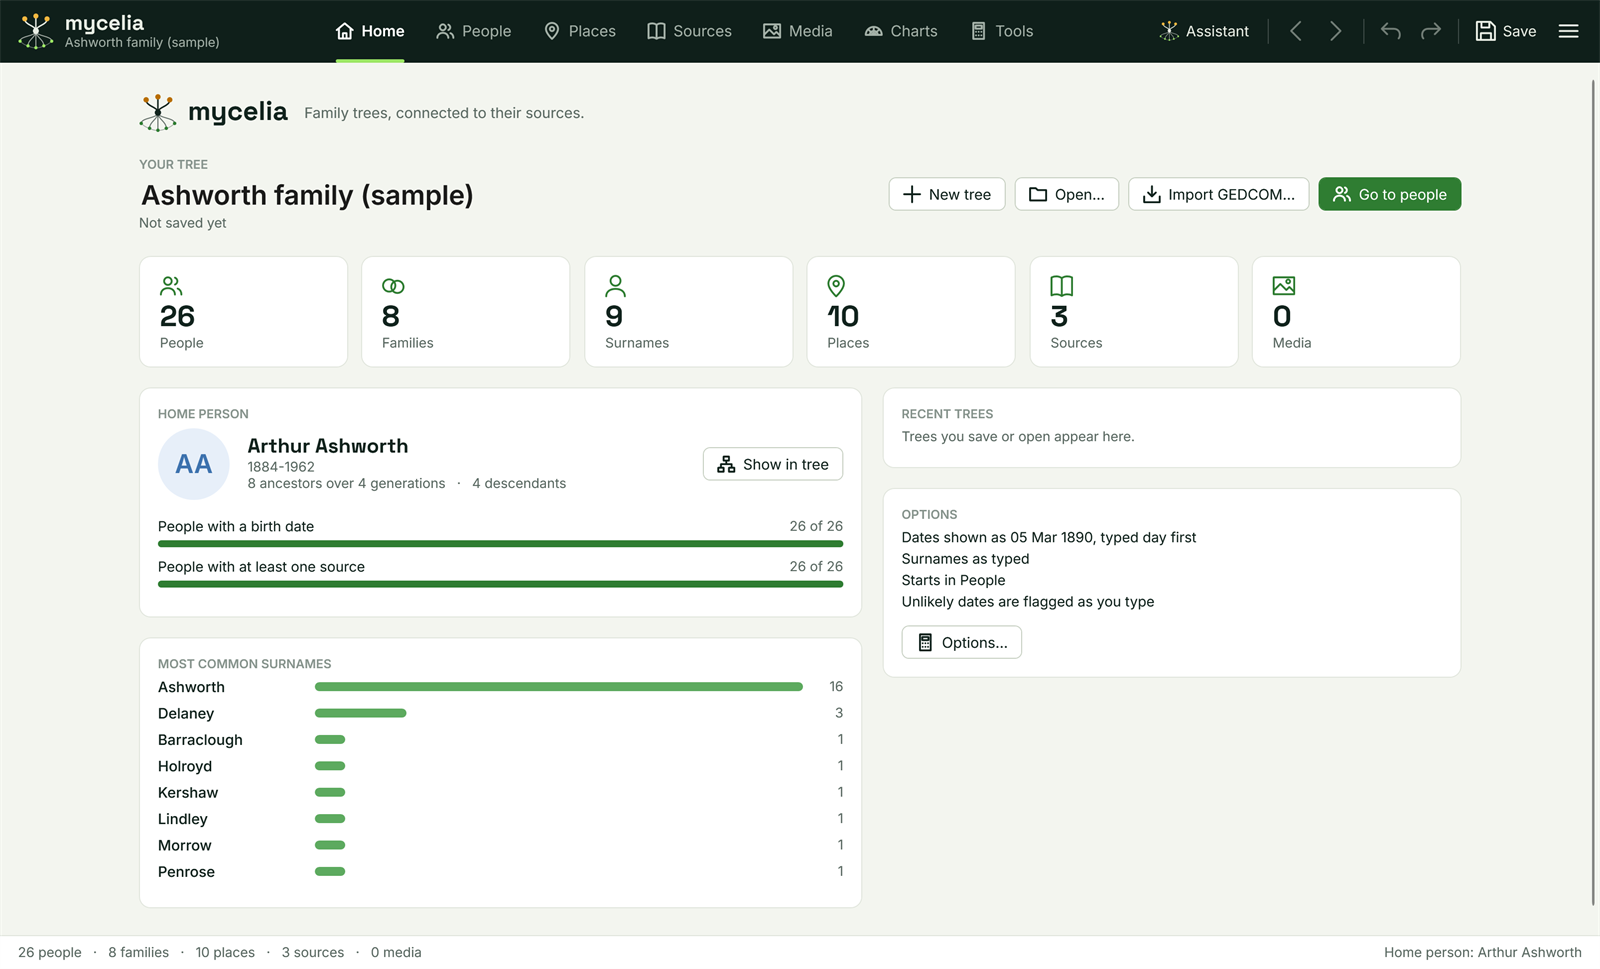 mycelia
Ashworth family (sample)
Home
People
Places
Sources
Media
Charts
Tools
Assistant
Save
mycelia
Family trees, connected to their sources.
YOUR TREE
Ashworth family (sample)
Not saved yet
New tree
Open...
Import GEDCOM...
Go to people
26
People
8
Families
9
Surnames
10
Places
3
Sources
0
Media
HOME PERSON
AA
Arthur Ashworth
1884-1962
8 ancestors over 4 generations · 4 descendants
Show in tree
People with a birth date 26 of 26
People with at least one source 26 of 26
MOST COMMON SURNAMES
Ashworth 16
Delaney 3
Barraclough 1
Holroyd 1
Kershaw 1
Lindley 1
Morrow 1
Penrose 1
RECENT TREES
Trees you save or open appear here.
OPTIONS
Dates shown as 05 Mar 1890, typed day first
Surnames as typed
Starts in People
Unlikely dates are flagged as you type
Options...
26 people · 8 families · 10 places · 3 sources · 0 media
Home person: Arthur Ashworth